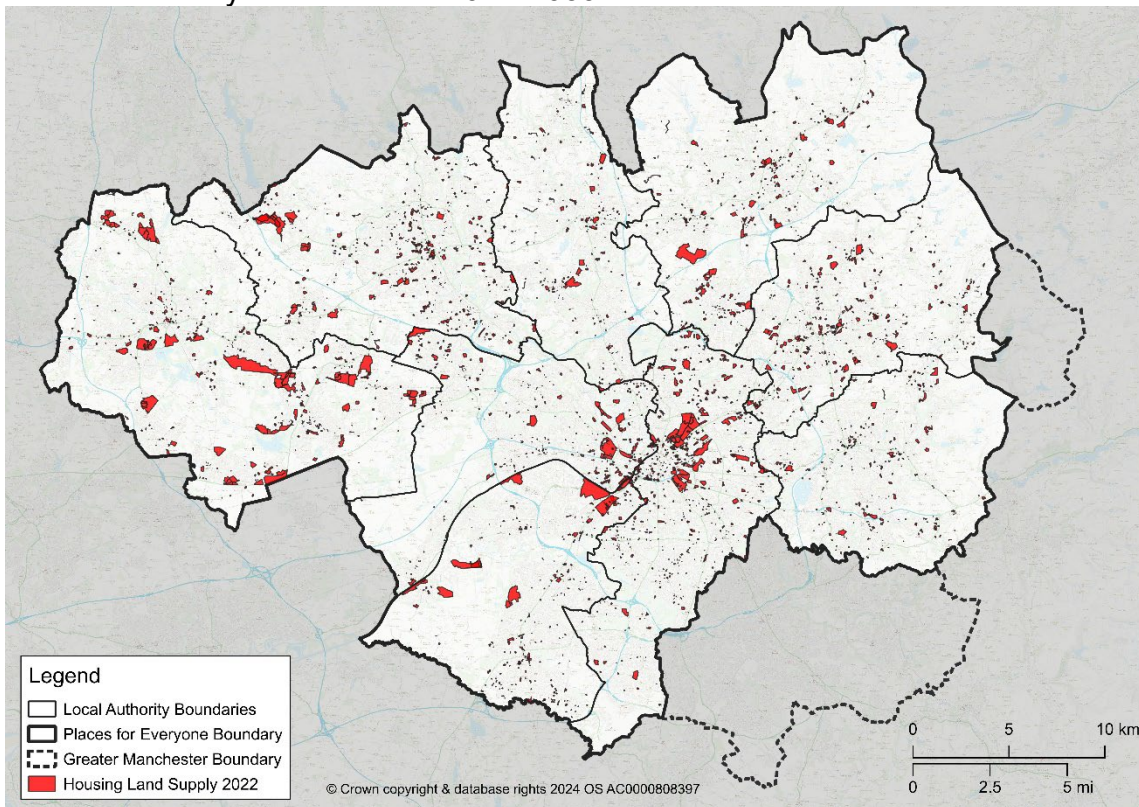 Legend
Local Authority Boundaries
Places for Everyone Boundary
Greater Manchester Boundary
Housing Land Supply 2022
© Crown copyright & database rights 2024 OS AC0000808397
0 5 10 km
0 2.5 5 mi